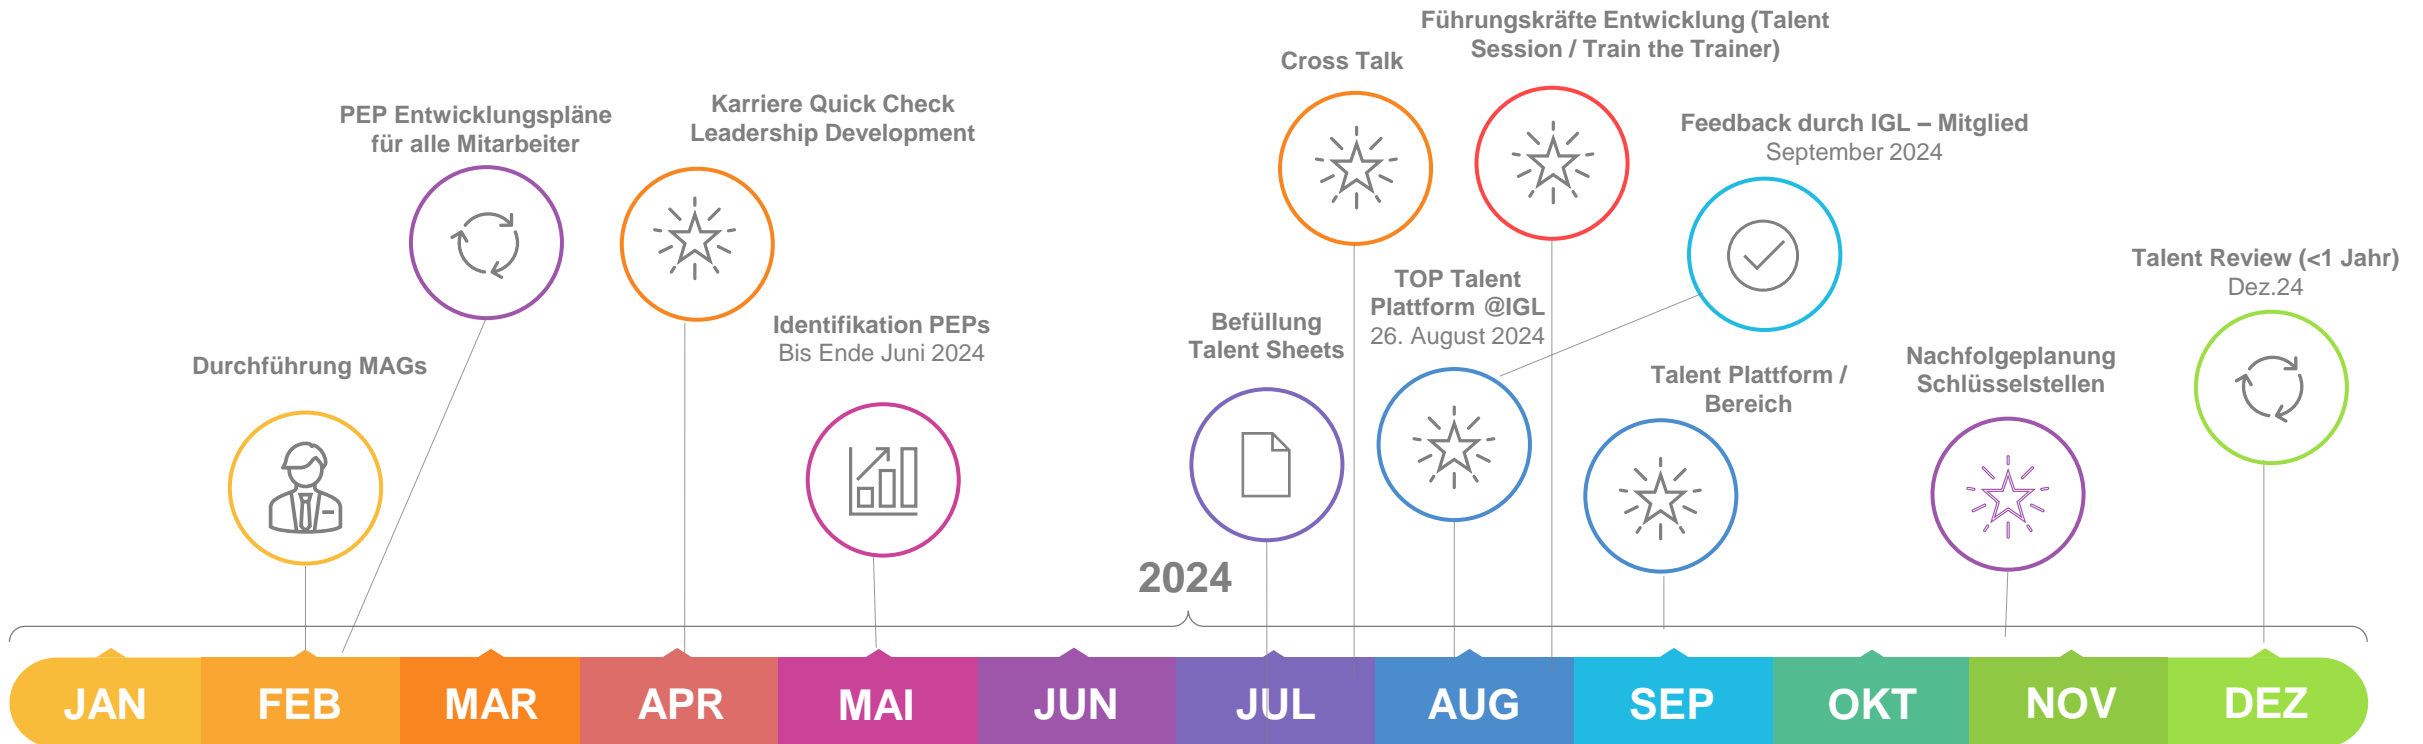 Führungskräfte Entwicklung (Talent
Session / Train the Trainer)
Cross Talk
Karriere Quick Check
Leadership Development
PEP Entwicklungspläne
für alle Mitarbeiter
Feedback durch IGL – Mitglied
September 2024
Talent Review (<1 Jahr)
Dez.24
TOP Talent
Plattform @IGL
26. August 2024
Befüllung
Talent Sheets
Identifikation PEPs
Bis Ende Juni 2024
Durchführung MAGs
Talent Plattform /
Bereich
Nachfolgeplanung
Schlüsselstellen
2024
JAN FEB MAR APR MAI JUN JUL AUG SEP OKT NOV DEZ